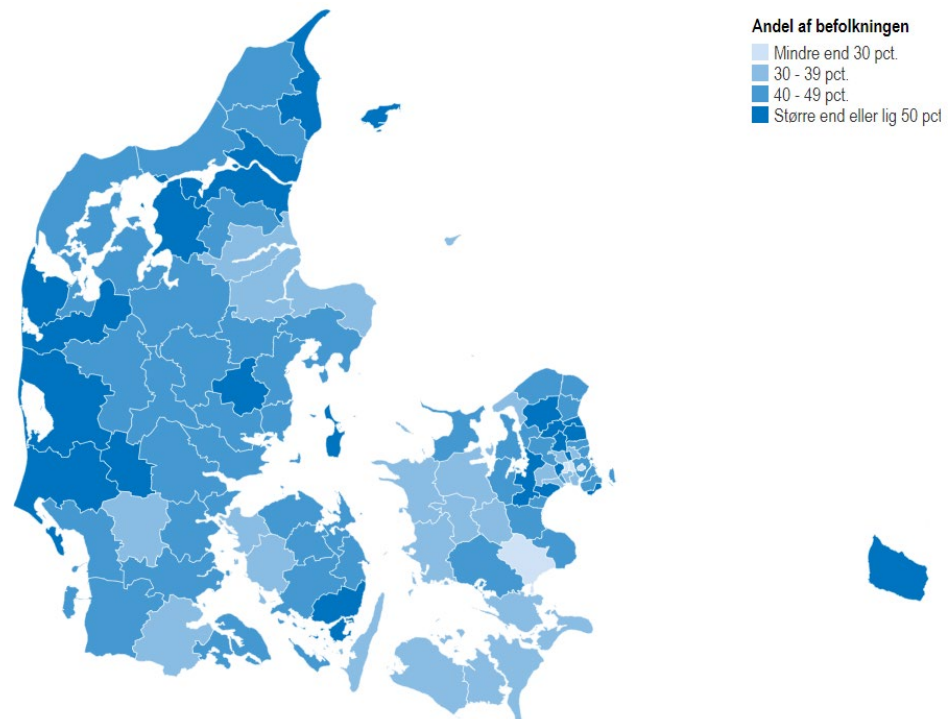 Andel af befolkningen
Mindre end 30 pct.
30 - 39 pct.
40 - 49 pct.
Større end eller lig 50 pct